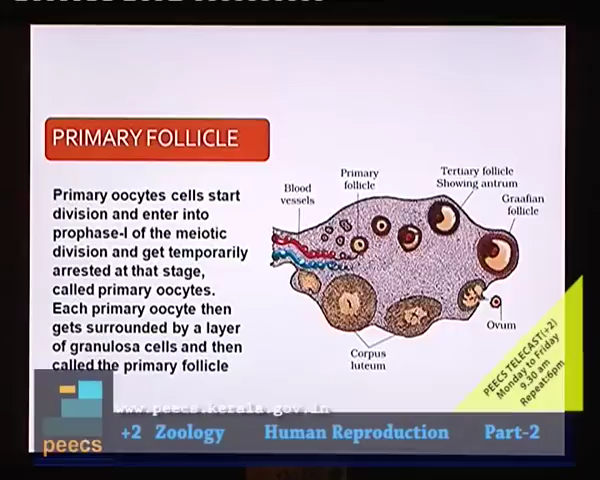 PRIMARY FOLLICLE
Primary oocytes cells start
division and enter into
prophase-I of the meiotic
division and get temporarily
arrested at that stage,
called primary oocytes.
Each primary oocyte then
gets surrounded by a layer
of granulosa cells and then
called the primary follicle
Blood
vessels
Primary
follicle
Tertiary follicle
Showing antrum
Graafian
follicle
Ovum
Corpus
luteum
PEECS TELECAST(+2)
Monday to Friday
9.30 am
Repeat:6pm
www.peecs.kerala.gov.in
peecs
+2 Zoology Human Reproduction Part-2